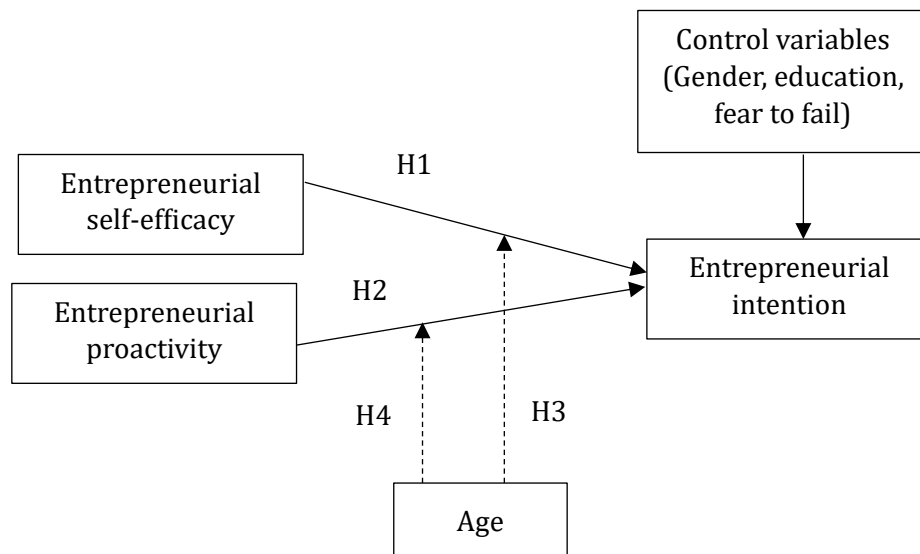 Control variables
(Gender, education,
fear to fail)
H1
Entrepreneurial
self-efficacy
Entrepreneurial
intention
H2
Entrepreneurial
proactivity
H4
H3
Age